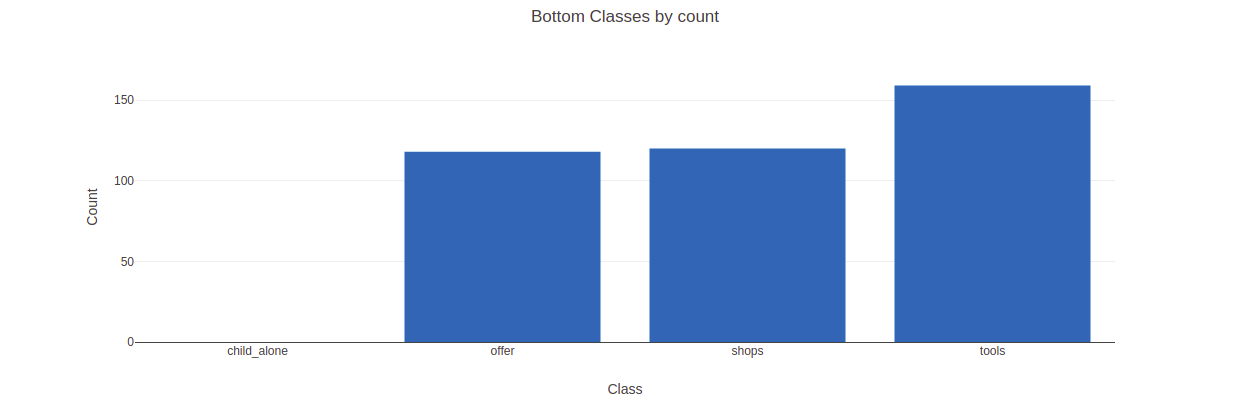 Bottom Classes by count
Count
150
100
50
0
child_alone
offer
shops
tools
Class